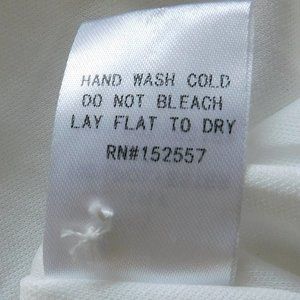 HAND WASH COLD
DO NOT BLEACH
LAY FLAT TO DRY
RN#152557